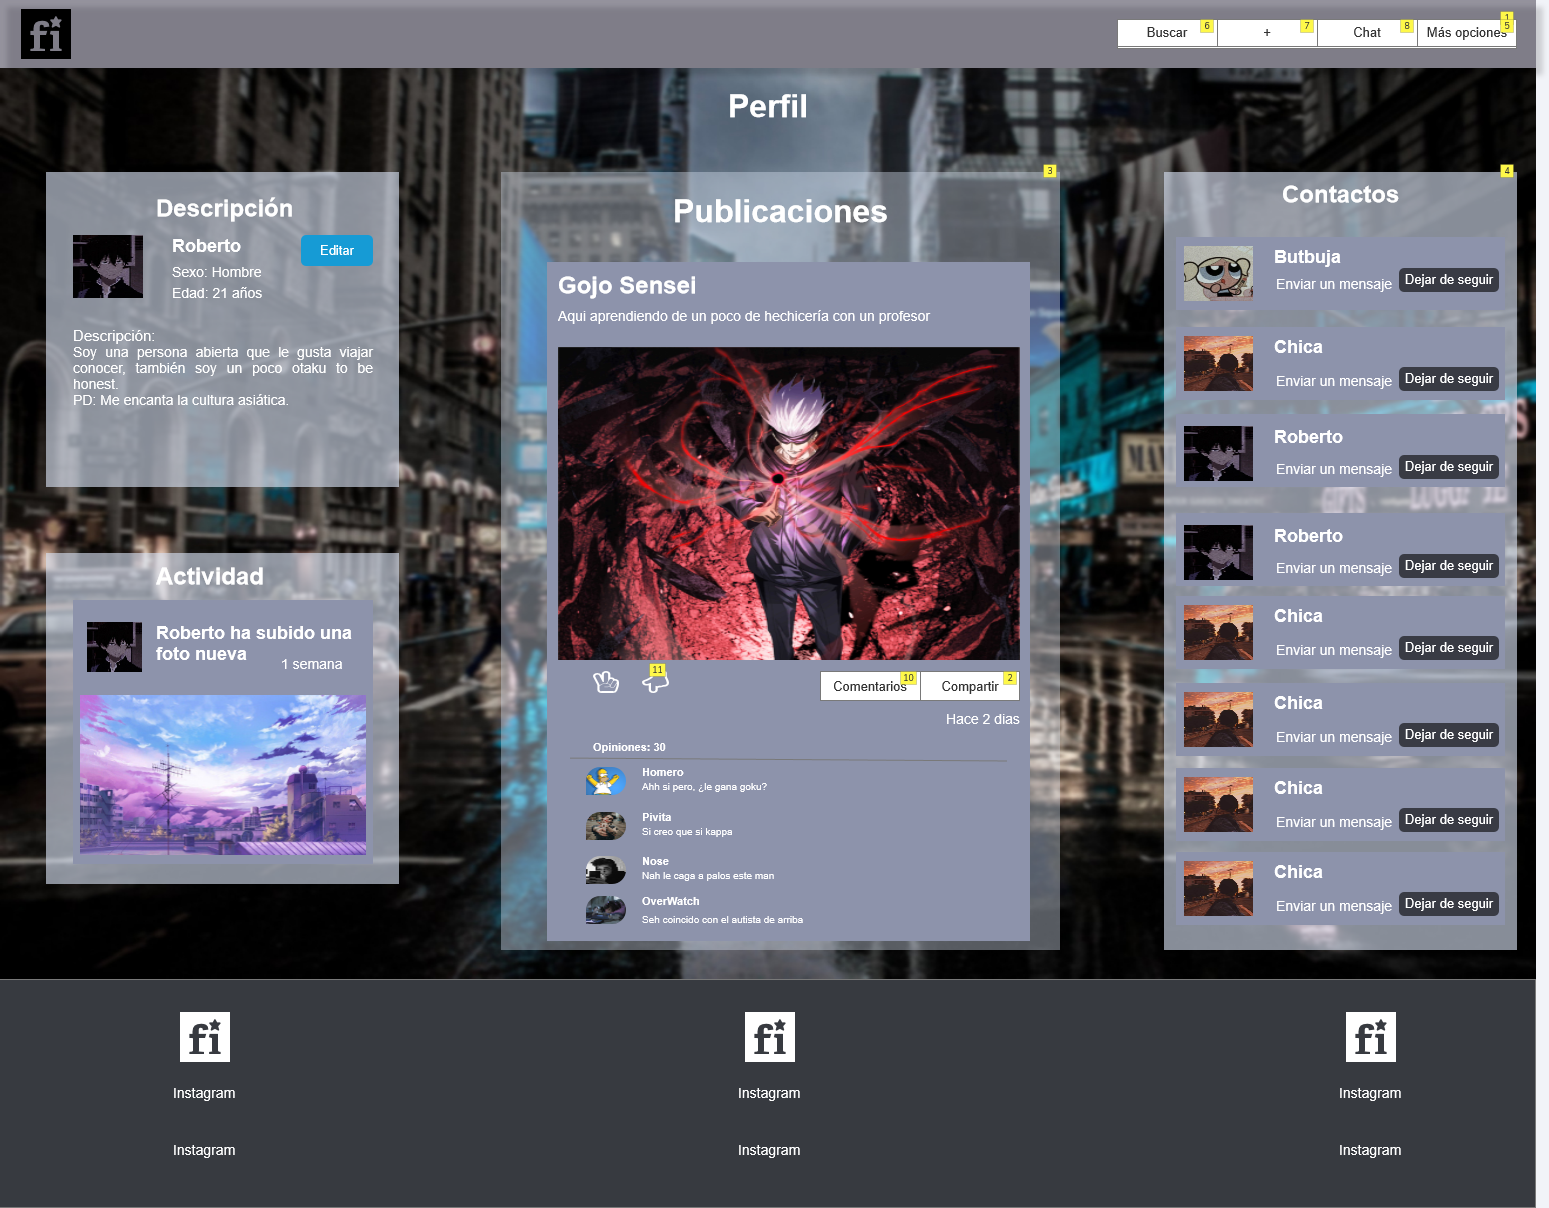 fi
Buscar 6
+ 7
Chat 8
Más opciones 5
1
Perfil
Descripción
Roberto
Editar
Sexo: Hombre
Edad: 21 años
Descripción:
Soy una persona abierta que le gusta viajar
conocer, también soy un poco otaku to be
honest.
PD: Me encanta la cultura asiática.
Actividad
Roberto ha subido una
foto nueva
1 semana
3
Publicaciones
Gojo Sensei
Aqui aprendiendo de un poco de hechicería con un profesor
11
Comentarios 10
Compartir 2
Hace 2 dias
Opiniones: 30
Homero
Ahh si pero, ¿le gana goku?
Pivita
Si creo que si kappa
Nose
Nah le caga a palos este man
OverWatch
Seh coincido con el autista de arriba
4
Contactos
Butbuja
Enviar un mensaje
Dejar de seguir
Chica
Enviar un mensaje
Dejar de seguir
Roberto
Enviar un mensaje
Dejar de seguir
Roberto
Enviar un mensaje
Dejar de seguir
Chica
Enviar un mensaje
Dejar de seguir
Chica
Enviar un mensaje
Dejar de seguir
Chica
Enviar un mensaje
Dejar de seguir
Chica
Enviar un mensaje
Dejar de seguir
fi
Instagram
Instagram
fi
Instagram
Instagram
fi
Instagram
Instagram